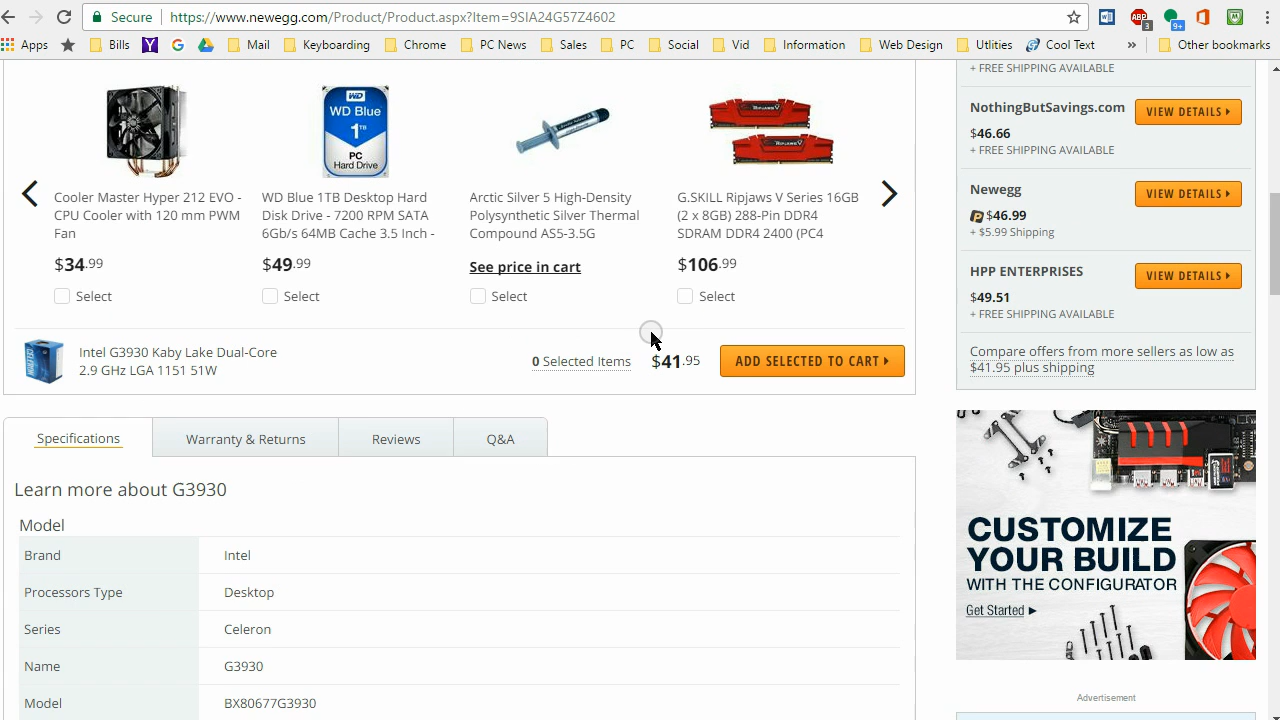 Secure
https://www.newegg.com/Product/Product.aspx?Item=9SIA24G57Z4602
ABP
3
9+
Apps
Bills
Mail
Keyboarding
Chrome
PC News
Sales
PC
Social
Vid
Information
Web Design
Utlities
Cool Text
»
Other bookmarks
WD
WD Blue
1TB
PC
Hard Drive
Cooler Master Hyper 212 EVO -
CPU Cooler with 120 mm PWM
Fan
$34.99
Select
WD Blue 1TB Desktop Hard
Disk Drive - 7200 RPM SATA
6Gb/s 64MB Cache 3.5 Inch -
$49.99
Select
Arctic Silver 5 High-Density
Polysynthetic Silver Thermal
Compound AS5-3.5G
See price in cart
Select
G.SKILL Ripjaws V Series 16GB
(2 x 8GB) 288-Pin DDR4
SDRAM DDR4 2400 (PC4
$106.99
Select
Intel G3930 Kaby Lake Dual-Core
2.9 GHz LGA 1151 51W
0 Selected Items
$41.95
ADD SELECTED TO CART
Specifications
Warranty & Returns
Reviews
Q&A
Learn more about G3930
Model
Brand Intel
Processors Type Desktop
Series Celeron
Name G3930
Model BX80677G3930
+ FREE SHIPPING AVAILABLE
NothingButSavings.com
VIEW DETAILS
$46.66
+ FREE SHIPPING AVAILABLE
Newegg
VIEW DETAILS
$46.99
+ $5.99 Shipping
HPP ENTERPRISES
VIEW DETAILS
$49.51
+ FREE SHIPPING AVAILABLE
Compare offers from more sellers as low as
$41.95 plus shipping
CUSTOMIZE
YOUR BUILD
WITH THE CONFIGURATOR
Get Started
Advertisement